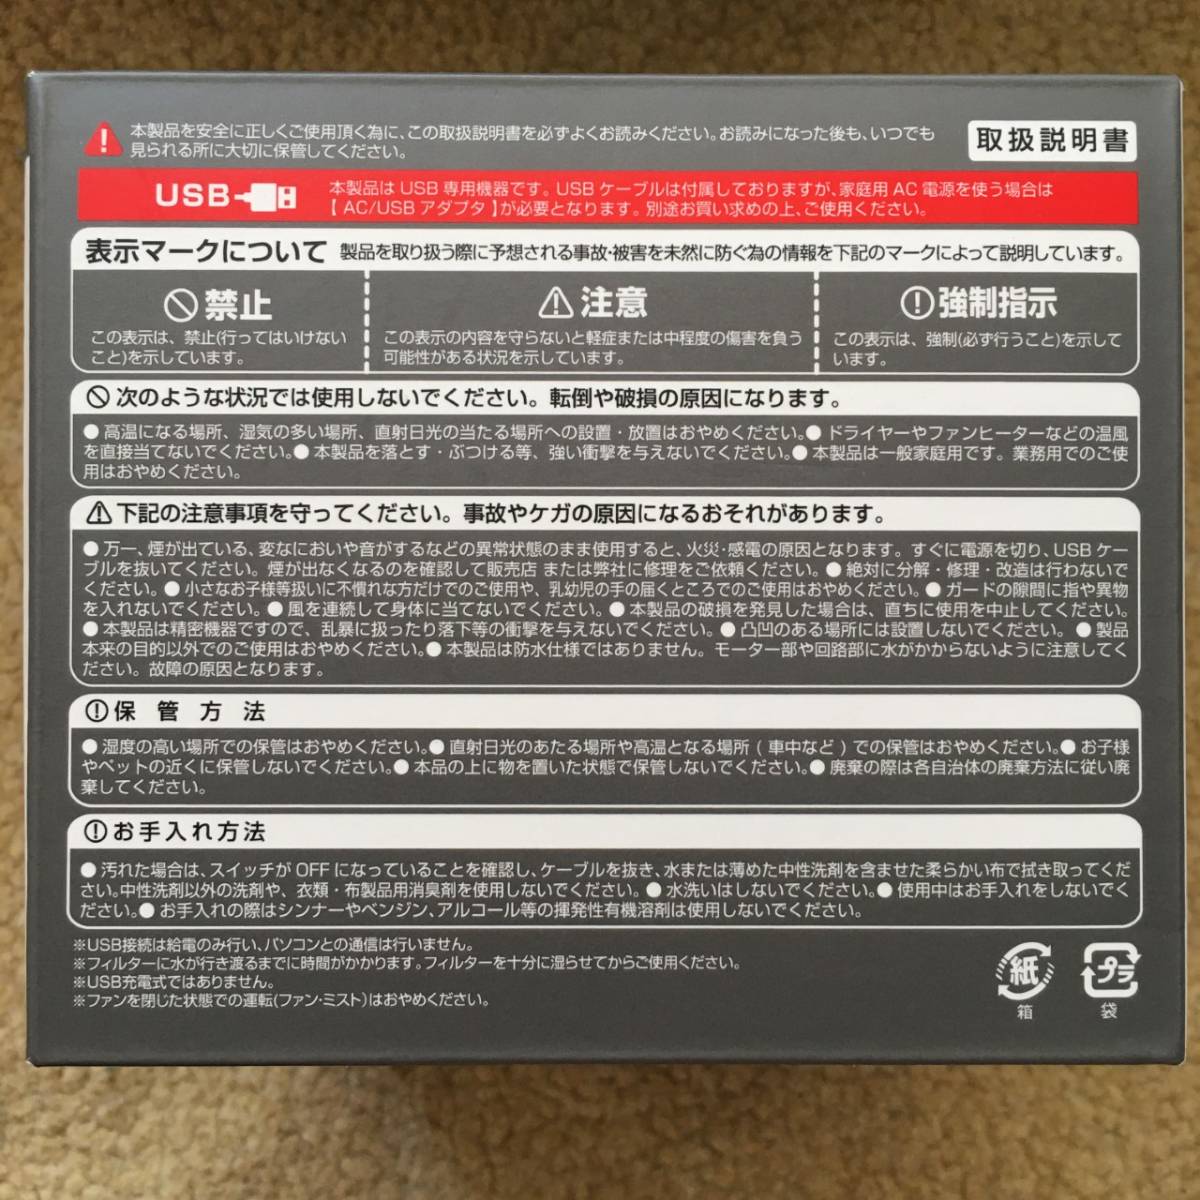 本製品を安全に正しくご使用頂く為に、この取扱説明書を必ずよくお読みください。お読みになった後も、いつでも
見られる所に大切に保管してください。
取扱説明書
USB
本製品は USB 専用機器です。USB ケーブルは付属しておりますが、家庭用 AC 電源を使う場合は
【 AC/USB アダプタ 】が必要となります。別途お買い求めの上、ご使用ください。
表示マークについて 製品を取り扱う際に予想される事故・被害を未然に防ぐ為の情報を下記のマークによって説明しています。
禁止
この表示は、禁止(行ってはいけない
こと)を示しています。
注意
この表示の内容を守らないと軽症または中程度の傷害を負う
可能性がある状況を示しています。
強制指示
この表示は、強制(必ず行うこと)を示して
います。
次のような状況では使用しないでください。転倒や破損の原因になります。
● 高温になる場所、湿気の多い場所、直射日光の当たる場所への設置・放置はおやめください。● ドライヤーやファンヒーターなどの温風
を直接当てないでください。● 本製品を落とす・ぶつける等、強い衝撃を与えないでください。● 本製品は一般家庭用です。業務用でのご使
用はおやめください。
下記の注意事項を守ってください。事故やケガの原因になるおそれがあります。
● 万一、煙が出ている、変なにおいや音がするなどの異常状態のまま使用すると、火災・感電の原因となります。すぐに電源を切り、USB ケー
ブルを抜いてください。煙が出なくなるのを確認して販売店 または弊社に修理をご依頼ください。● 絶対に分解・修理・改造は行わないで
ください。● 小さなお子様等扱いに不慣れな方だけでのご使用や、乳幼児の手の届くところでのご使用はおやめください。● ガードの隙間に指や異物
を入れないでください。● 風を連続して身体に当てないでください。● 本製品の破損を発見した場合は、直ちに使用を中止してください。
● 本製品は精密機器ですので、乱暴に扱ったり落下等の衝撃を与えないでください。● 凸凹のある場所には設置しないでください。 ● 製品
本来の目的以外でのご使用はおやめください。● 本製品は防水仕様ではありません。モーター部や回路部に水がかからないように注意してく
ださい。故障の原因となります。
保 管 方 法
● 湿度の高い場所での保管はおやめください。● 直射日光のあたる場所や高温となる場所 ( 車中など ) での保管はおやめください。● お子様
やペットの近くに保管しないでください。● 本品の上に物を置いた状態で保管しないでください。● 廃棄の際は各自治体の廃棄方法に従い廃
棄してください。
お手入れ方法
● 汚れた場合は、スイッチが OFF になっていることを確認し、ケーブルを抜き、水または薄めた中性洗剤を含ませた柔らかい布で拭き取ってくだ
さい。中性洗剤以外の洗剤や、衣類・布製品用消臭剤を使用しないでください。● 水洗いはしないでください。● 使用中はお手入れをしないでく
ださい。● お手入れの際はシンナーやベンジン、アルコール等の揮発性有機溶剤は使用しないでください。
※USB接続は給電のみ行い、パソコンとの通信は行いません。
※フィルターに水が行き渡るまでに時間がかかります。フィルターを十分に湿らせてからご使用ください。
※USB充電式ではありません。
※ファンを閉じた状態での運転(ファン・ミスト)はおやめください。
紙
箱
プラ
袋